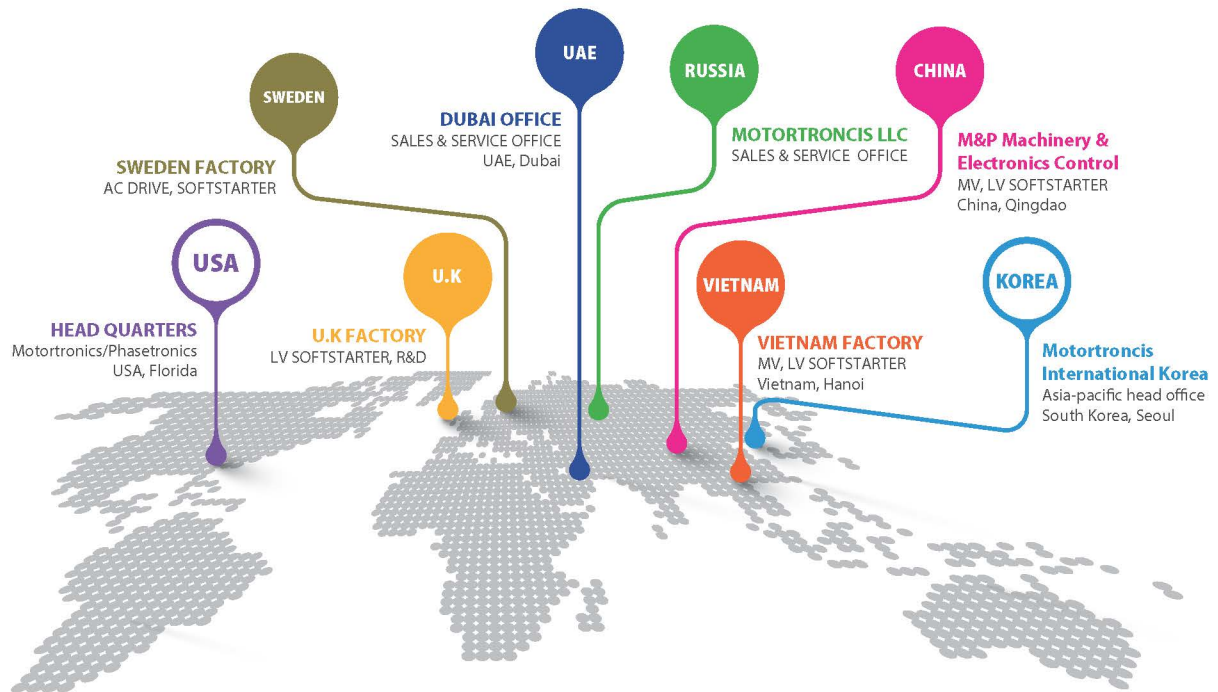 UAE
DUBAI OFFICE
SALES & SERVICE OFFICE
UAE, Dubai
RUSSIA
MOTORTRONCIS LLC
SALES & SERVICE OFFICE
CHINA
M&P Machinery &
Electronics Control
MV, LV SOFTSTARTER
China, Qingdao
SWEDEN
SWEDEN FACTORY
AC DRIVE, SOFTSTARTER
USA
HEAD QUARTERS
Motortronics/Phasetronics
USA, Florida
U.K
U.K FACTORY
LV SOFTSTARTER, R&D
VIETNAM
VIETNAM FACTORY
MV, LV SOFTSTARTER
Vietnam, Hanoi
KOREA
Motortroncis
International Korea
Asia-pacific head office
South Korea, Seoul